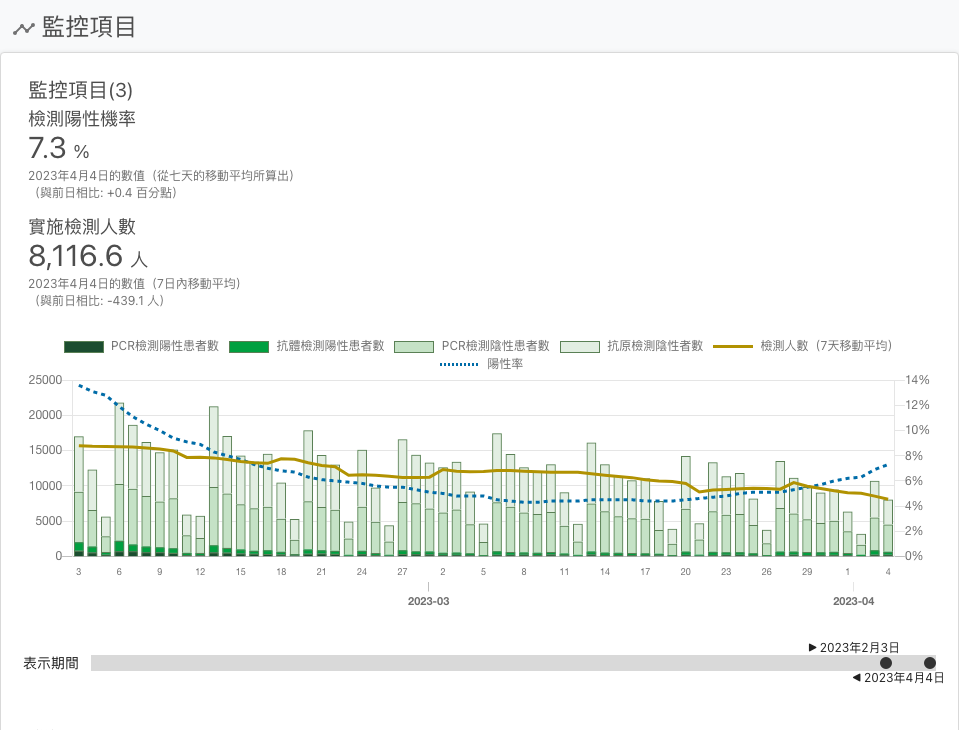 監控項目
監控項目(3)
檢測陽性機率
7.3 %
2023年4月4日的數值（從七天的移動平均所算出）
（與前日相比: +0.4 百分點）
實施檢測人數
8,116.6 人
2023年4月4日的數值（7日內移動平均）
（與前日相比: -439.1 人）
PCR檢測陽性患者數 抗體檢測陽性患者數 PCR檢測陰性患者數 抗原檢測陰性者數 檢測人數（7天移動平均）
陽性率
25000 14%
12%
20000
10%
15000
8%
10000 6%
4%
5000
2%
0 0%
3 6 9 12 15 18 21 24 27 2 5 8 11 14 17 20 23 26 29 1 4
2023-03 2023-04
▶ 2023年2月3日
表示期間
◀ 2023年4月4日